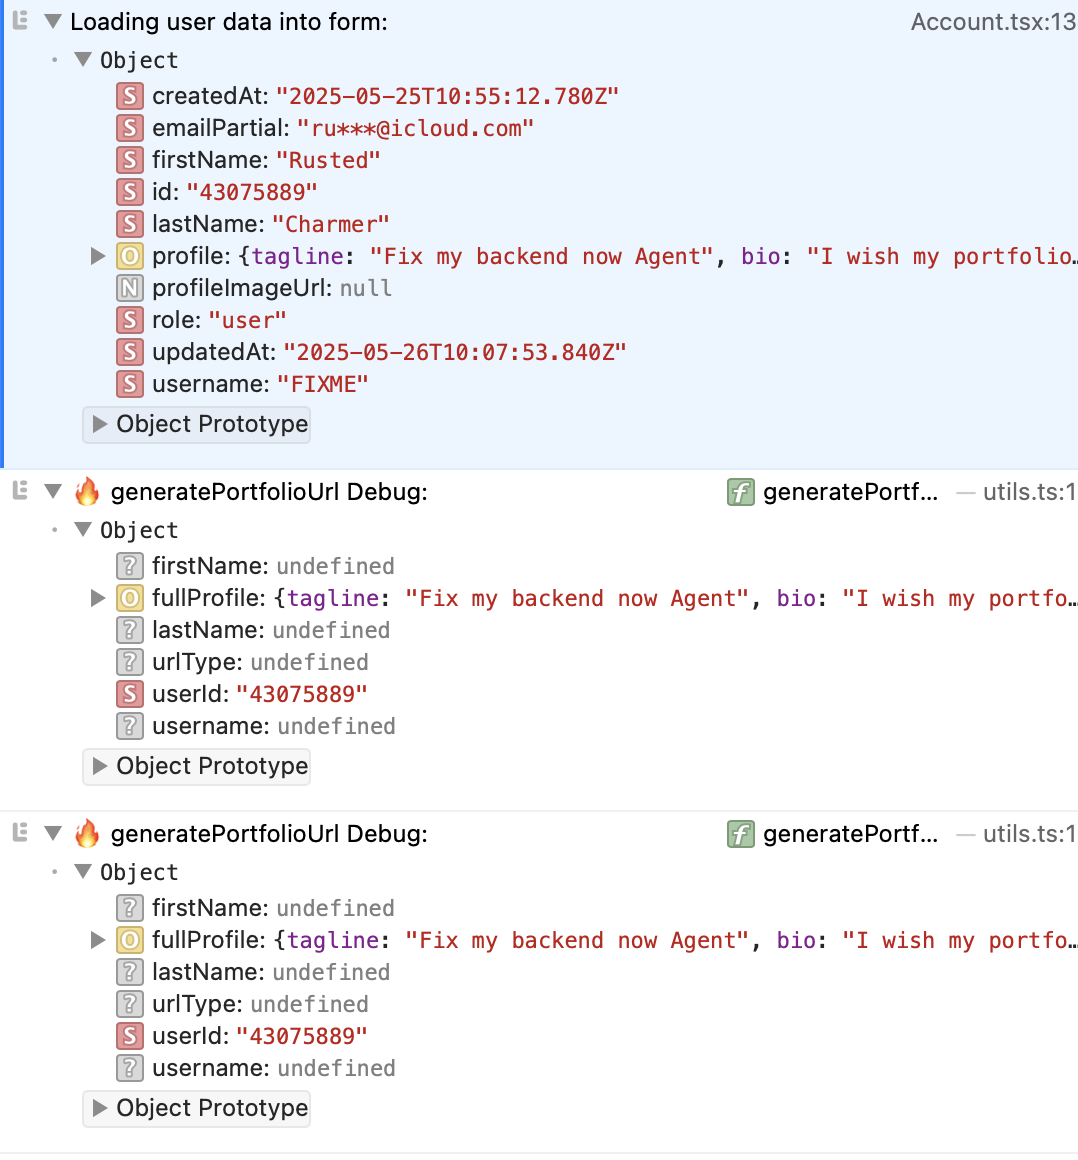 Loading user data into form: Account.tsx:13
Object
S createdAt: "2025-05-25T10:55:12.780Z"
S emailPartial: "ru***@icloud.com"
S firstName: "Rusted"
S id: "43075889"
S lastName: "Charmer"
O profile: {tagline: "Fix my backend now Agent", bio: "I wish my portfolio…
N profileImageUrl: null
S role: "user"
S updatedAt: "2025-05-26T10:07:53.840Z"
S username: "FIXME"
Object Prototype
🔥 generatePortfolioUrl Debug: f generatePortf… — utils.ts:1
Object
? firstName: undefined
O fullProfile: {tagline: "Fix my backend now Agent", bio: "I wish my portfo…
? lastName: undefined
? urlType: undefined
S userId: "43075889"
? username: undefined
Object Prototype
🔥 generatePortfolioUrl Debug: f generatePortf… — utils.ts:1
Object
? firstName: undefined
O fullProfile: {tagline: "Fix my backend now Agent", bio: "I wish my portfo…
? lastName: undefined
? urlType: undefined
S userId: "43075889"
? username: undefined
Object Prototype